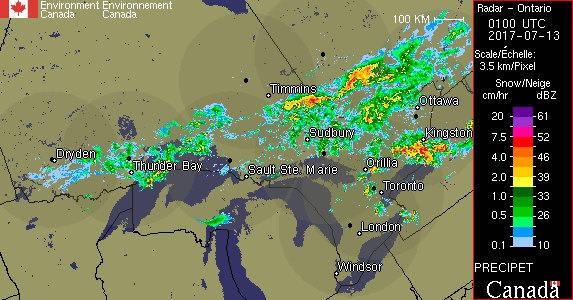 Environment Environnement
Canada Canada
100 KM
Timmins
Ottawa
Sudbury
Kingston
Dryden
Thunder Bay
Sault Ste. Marie
Orillia
Toronto
London
Windsor
Radar - Ontario
0100 UTC
2017-07-13
Scale/Échelle:
3.5 km/Pixel
Snow/Neige
cm/hr dBZ
20 61
7.5 52
4.0 46
2.0 39
1.0 33
0.5 26
0.1 10
PRECIPET
Canada